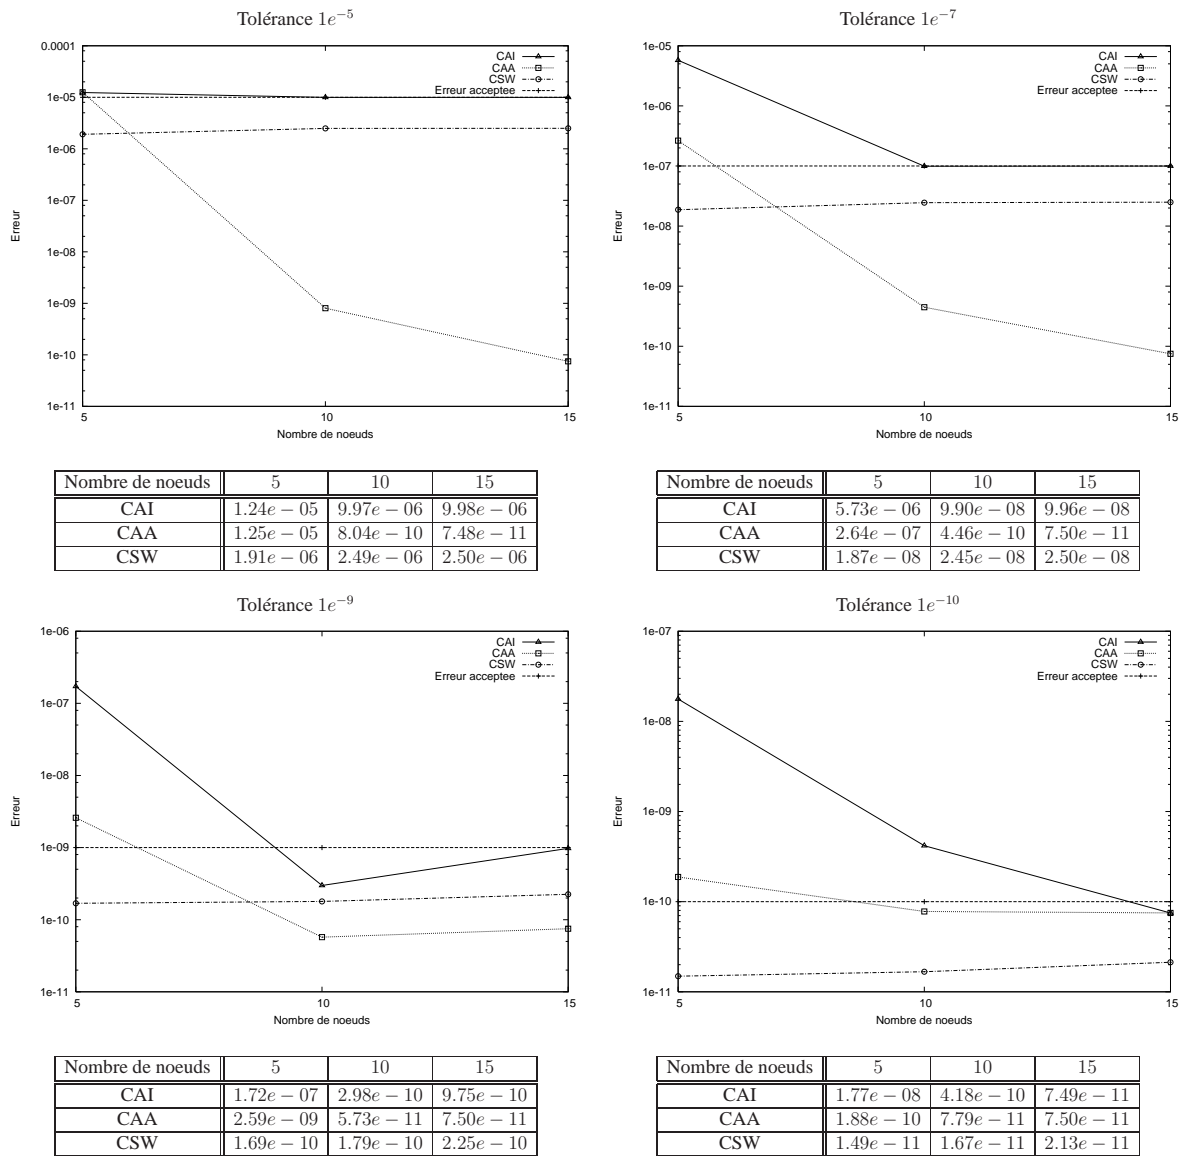 Tolérance 1e^{-5}
0.0001
1e-05
1e-06
1e-07
1e-08
1e-09
1e-10
1e-11
Erreur
5
10
15
Nombre de noeuds
CAI
CAA
CSW
Erreur acceptee
Tolérance 1e^{-7}
1e-05
1e-06
1e-07
1e-08
1e-09
1e-10
1e-11
Erreur
5
10
15
Nombre de noeuds
CAI
CAA
CSW
Erreur acceptee
Nombre de noeuds 5 10 15
CAI 1.24e − 05 9.97e − 06 9.98e − 06
CAA 1.25e − 05 8.04e − 10 7.48e − 11
CSW 1.91e − 06 2.49e − 06 2.50e − 06
Nombre de noeuds 5 10 15
CAI 5.73e − 06 9.90e − 08 9.96e − 08
CAA 2.64e − 07 4.46e − 10 7.50e − 11
CSW 1.87e − 08 2.45e − 08 2.50e − 08
Tolérance 1e^{-9}
1e-06
1e-07
1e-08
1e-09
1e-10
1e-11
Erreur
5
10
15
Nombre de noeuds
CAI
CAA
CSW
Erreur acceptee
Tolérance 1e^{-10}
1e-07
1e-08
1e-09
1e-10
1e-11
Erreur
5
10
15
Nombre de noeuds
CAI
CAA
CSW
Erreur acceptee
Nombre de noeuds 5 10 15
CAI 1.72e − 07 2.98e − 10 9.75e − 10
CAA 2.59e − 09 5.73e − 11 7.50e − 11
CSW 1.69e − 10 1.79e − 10 2.25e − 10
Nombre de noeuds 5 10 15
CAI 1.77e − 08 4.18e − 10 7.49e − 11
CAA 1.88e − 10 7.79e − 11 7.50e − 11
CSW 1.49e − 11 1.67e − 11 2.13e − 11